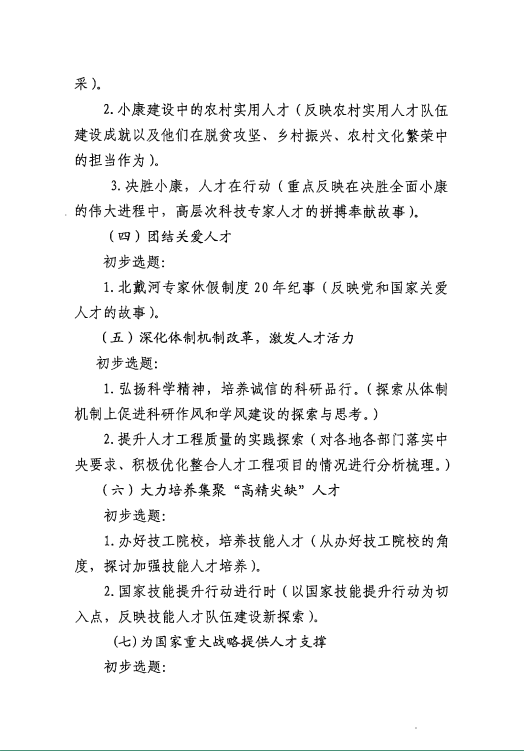 采）。
2.小康建设中的农村实用人才（反映农村实用人才队伍
建设成就以及他们在脱贫攻坚、乡村振兴、农村文化繁荣中
的担当作为）。
3.决胜小康，人才在行动（重点反映在决胜全面小康
的伟大进程中，高层次科技专家人才的拼搏奉献故事）。
（四）团结关爱人才
初步选题：
1.北戴河专家休假制度 20 年纪事（反映党和国家关爱
人才的故事）。
（五）深化体制机制改革，激发人才活力
初步选题：
1.弘扬科学精神，培养诚信的科研品行。（探索从体制
机制上促进科研作风和学风建设的探索与思考。）
2.提升人才工程质量的实践探索（对各地各部门落实中
央要求、积极优化整合人才工程项目的情况进行分析梳理。）
（六）大力培养集聚“高精尖缺”人才
初步选题：
1.办好技工院校，培养技能人才（从办好技工院校的角
度，探讨加强技能人才培养）。
2.国家技能提升行动进行时（以国家技能提升行动为切
入点，反映技能人才队伍建设新探索）。
（七）为国家重大战略提供人才支撑
初步选题：